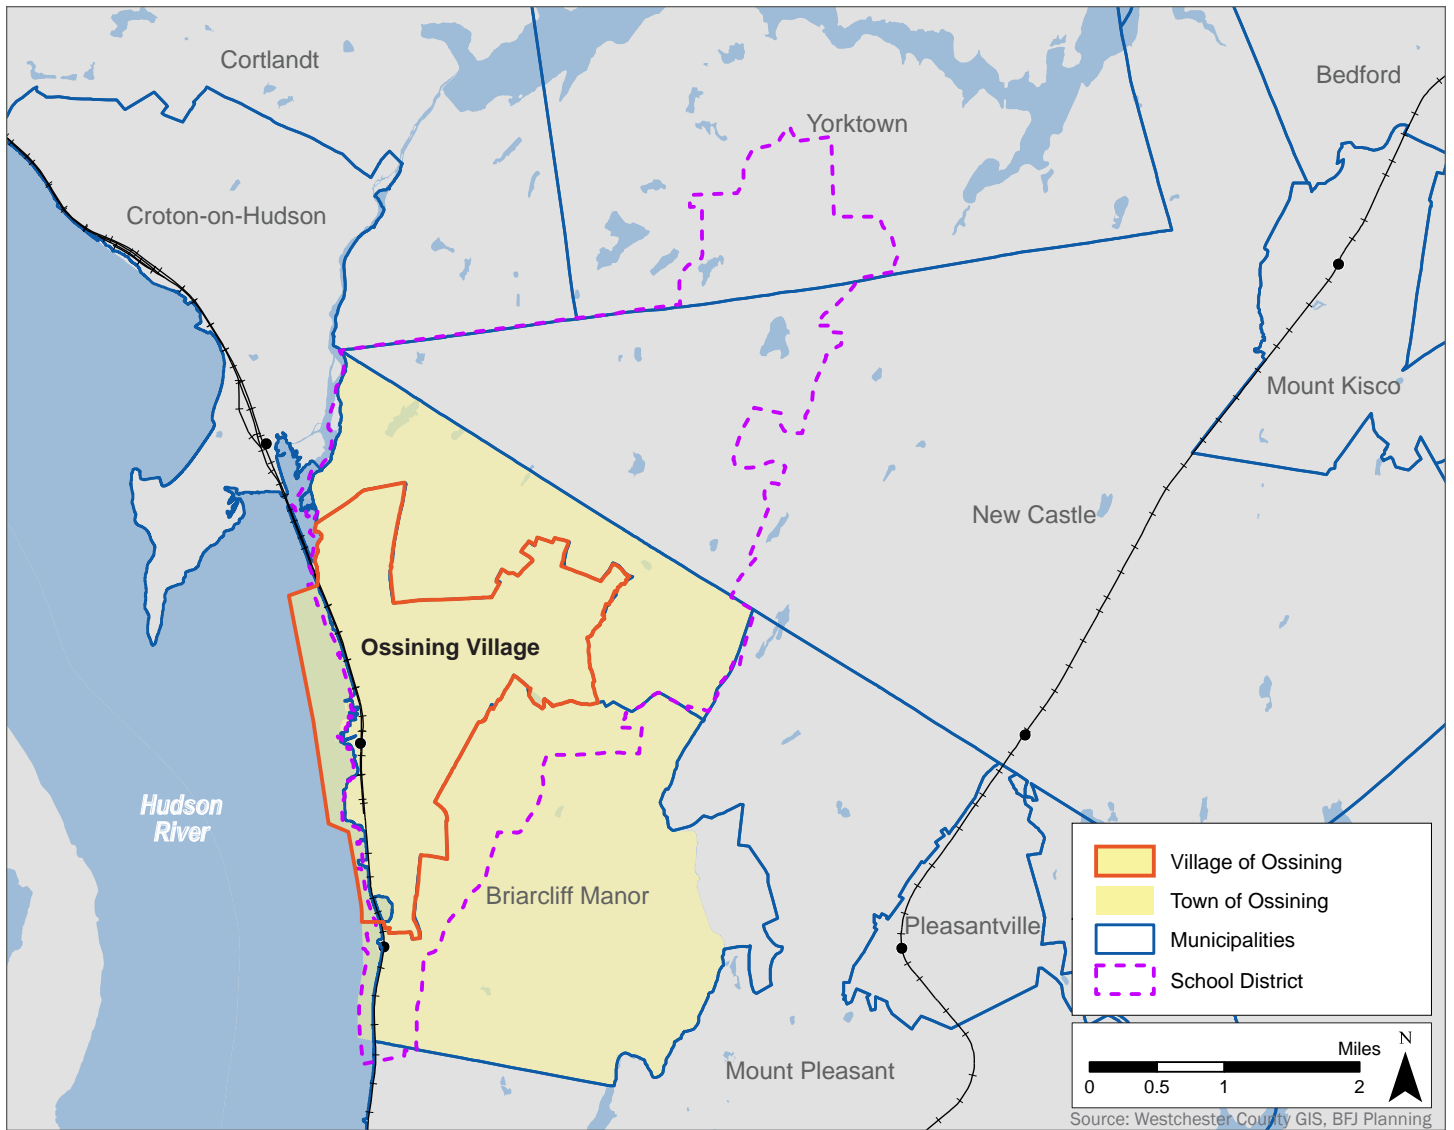 Cortlandt
Bedford
Yorktown
Croton-on-Hudson
Mount Kisco
New Castle
Ossining Village
Hudson
River
Briarcliff Manor
Pleasantville
Mount Pleasant
Village of Ossining
Town of Ossining
Municipalities
School District
Miles
N
0 0.5 1 2
Source: Westchester County GIS, BFJ Planning